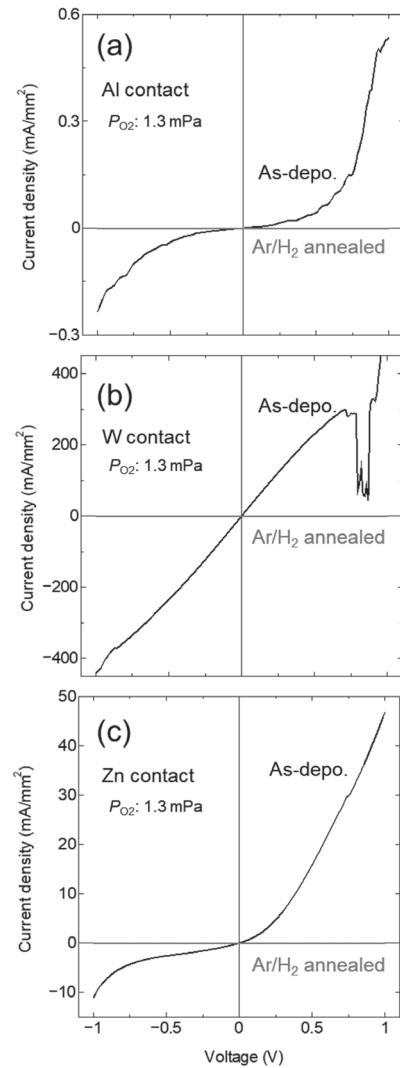 (a)
Al contact
P_O2: 1.3 mPa
As-depo.
Ar/H2 annealed
Current density (mA/mm²)
0.6
0.3
0
−0.3
(b)
W contact
P_O2: 1.3 mPa
As-depo.
Ar/H2 annealed
Current density (mA/mm²)
400
200
0
−200
−400
(c)
Zn contact
P_O2: 1.3 mPa
As-depo.
Ar/H2 annealed
Current density (mA/mm²)
50
40
30
20
10
0
−10
−1 −0.5 0 0.5 1
Voltage (V)